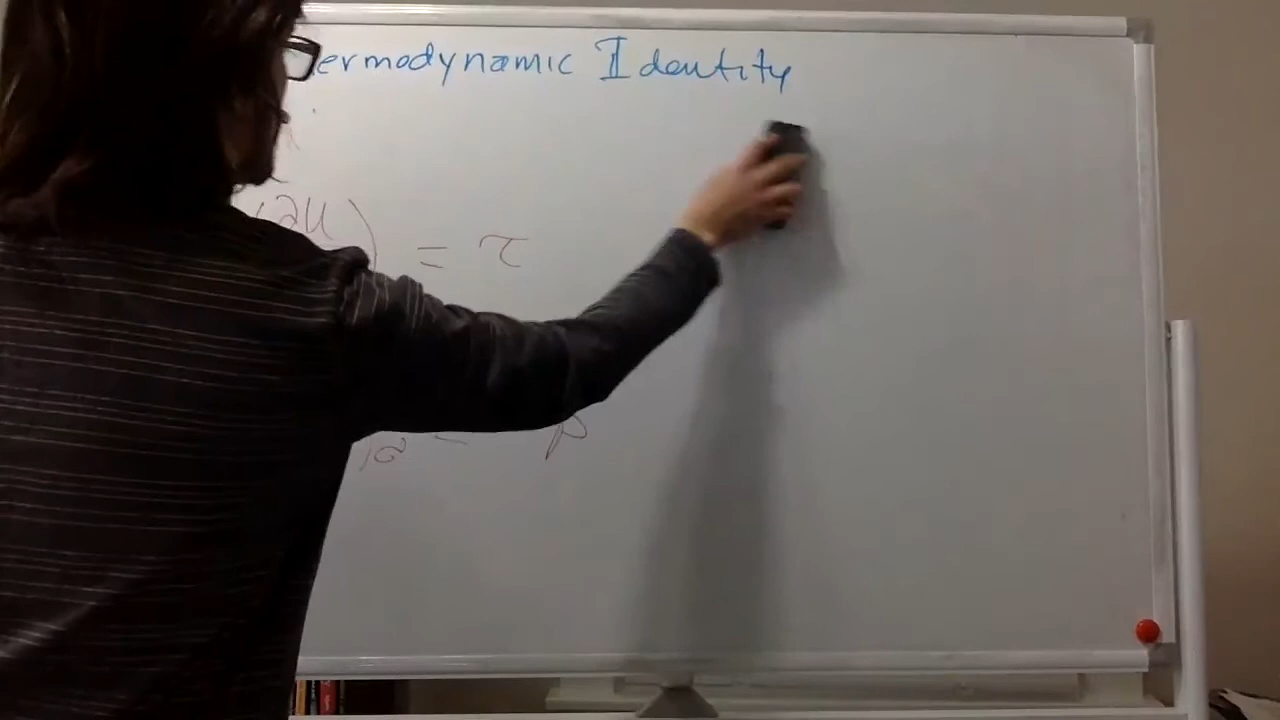 ermodynamic Identity
(∂U ) = τ
σ = p